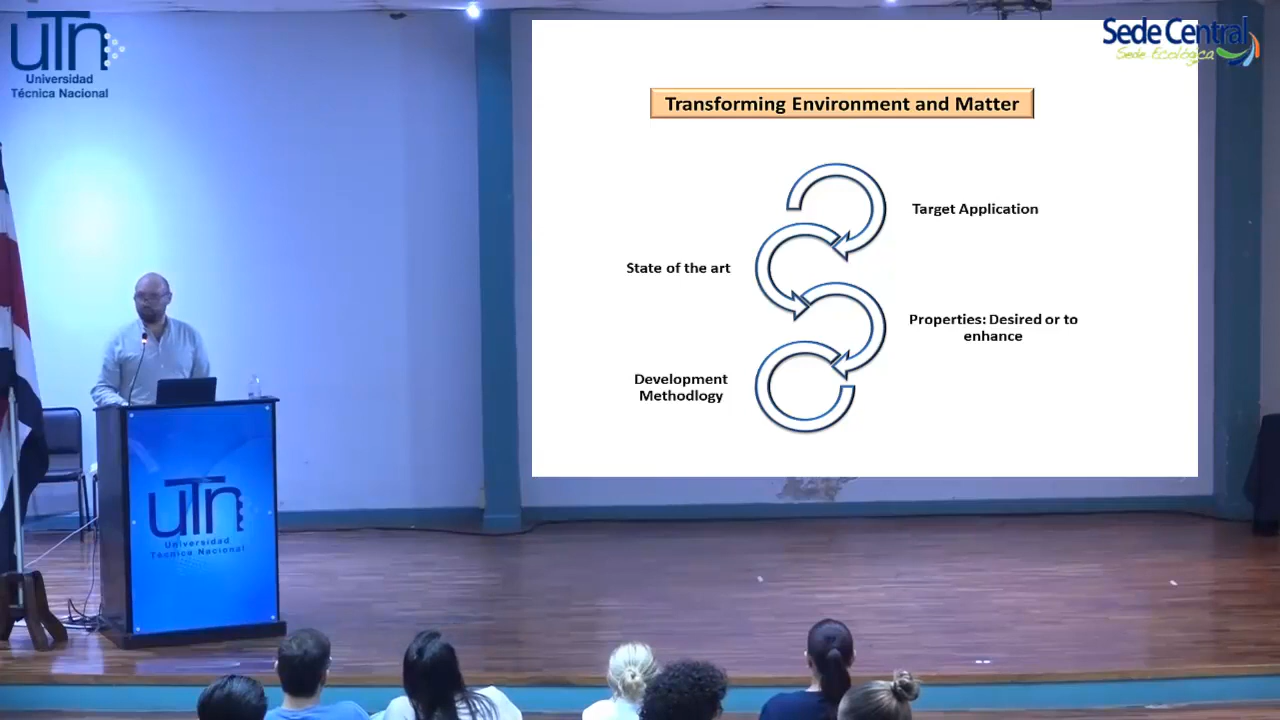 utn
Universidad
Técnica Nacional
Sede Central
Sede Ecológica
Transforming Environment and Matter
Target Application
State of the art
Properties: Desired or to
enhance
Development
Methodlogy
utn
Universidad
Técnica Nacional